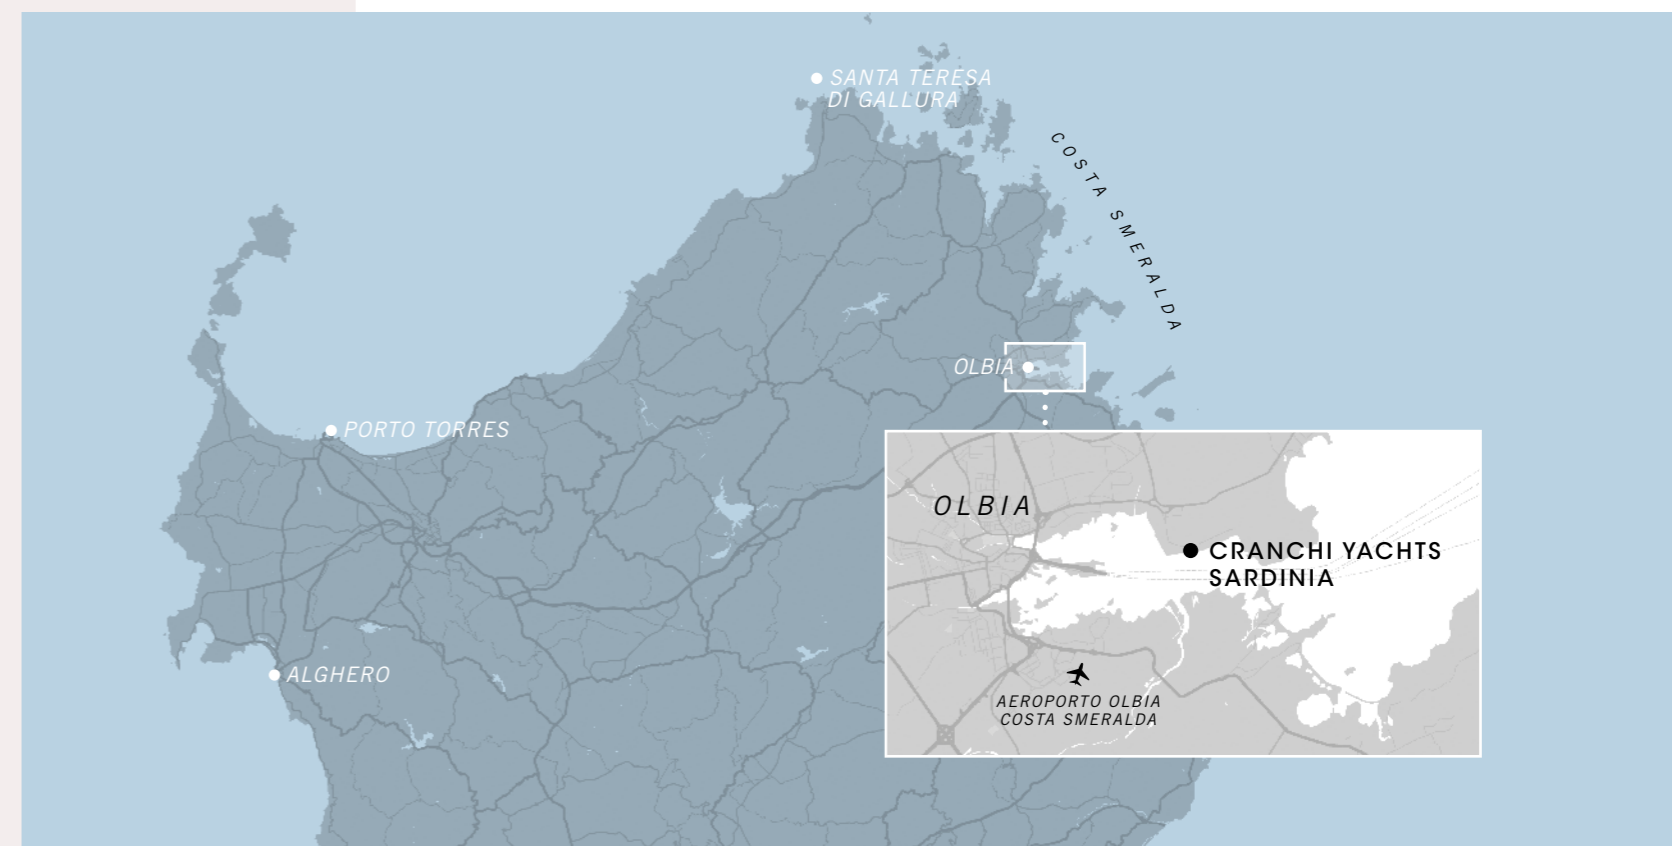 SANTA TERESA
DI GALLURA
COSTA SMERALDA
OLBIA
PORTO TORRES
OLBIA
CRANCHI YACHTS
SARDINIA
ALGHERO
AEROPORTO OLBIA
COSTA SMERALDA